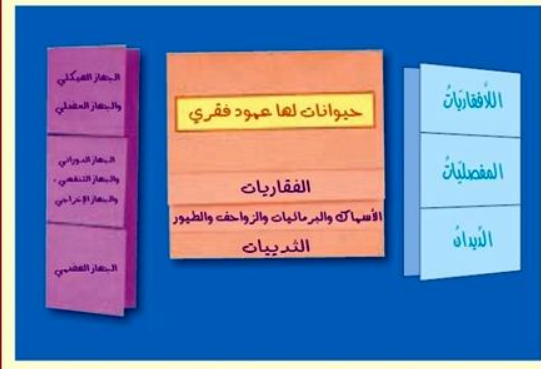 اللافقاريات
المفصليات
الديدان
حيوانات لها عمود فقري
الفقاريات
الأسماك والبرمائيات والزواحف والطيور
الثدييات
الجهاز الهيكلي
والجهاز العضلي
الجهاز الدوراني
والجهاز التنفسي،
والجهاز الإخراجي
الجهاز الهضمي